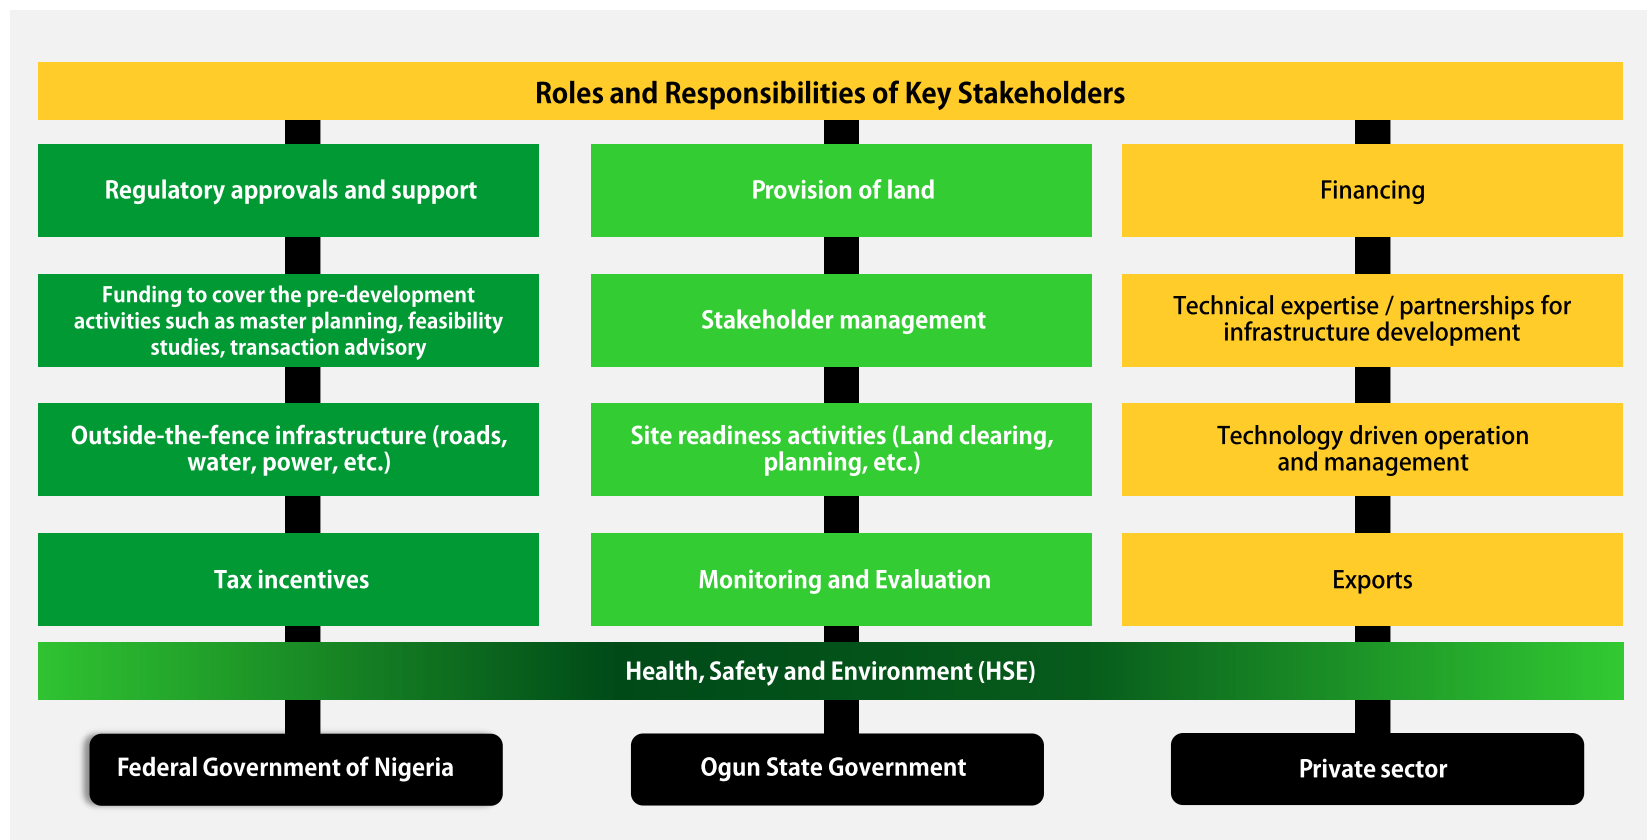 Roles and Responsibilities of Key Stakeholders
Regulatory approvals and support
Provision of land
Financing
Funding to cover the pre-development
activities such as master planning, feasibility
studies, transaction advisory
Stakeholder management
Technical expertise / partnerships for
infrastructure development
Outside-the-fence infrastructure (roads,
water, power, etc.)
Site readiness activities (Land clearing,
planning, etc.)
Technology driven operation
and management
Tax incentives
Monitoring and Evaluation
Exports
Health, Safety and Environment (HSE)
Federal Government of Nigeria
Ogun State Government
Private sector